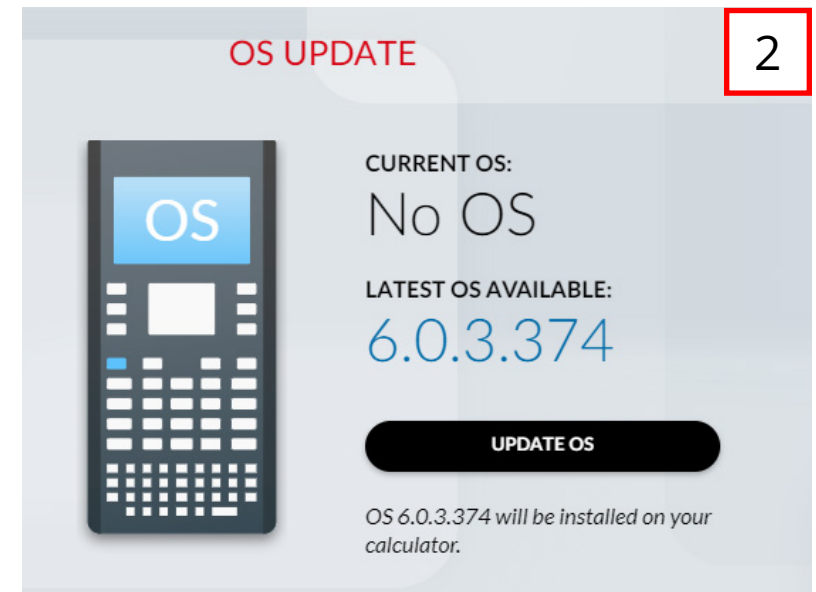 OS UPDATE
2
OS
CURRENT OS:
No OS
LATEST OS AVAILABLE:
6.0.3.374
UPDATE OS
OS 6.0.3.374 will be installed on your
calculator.